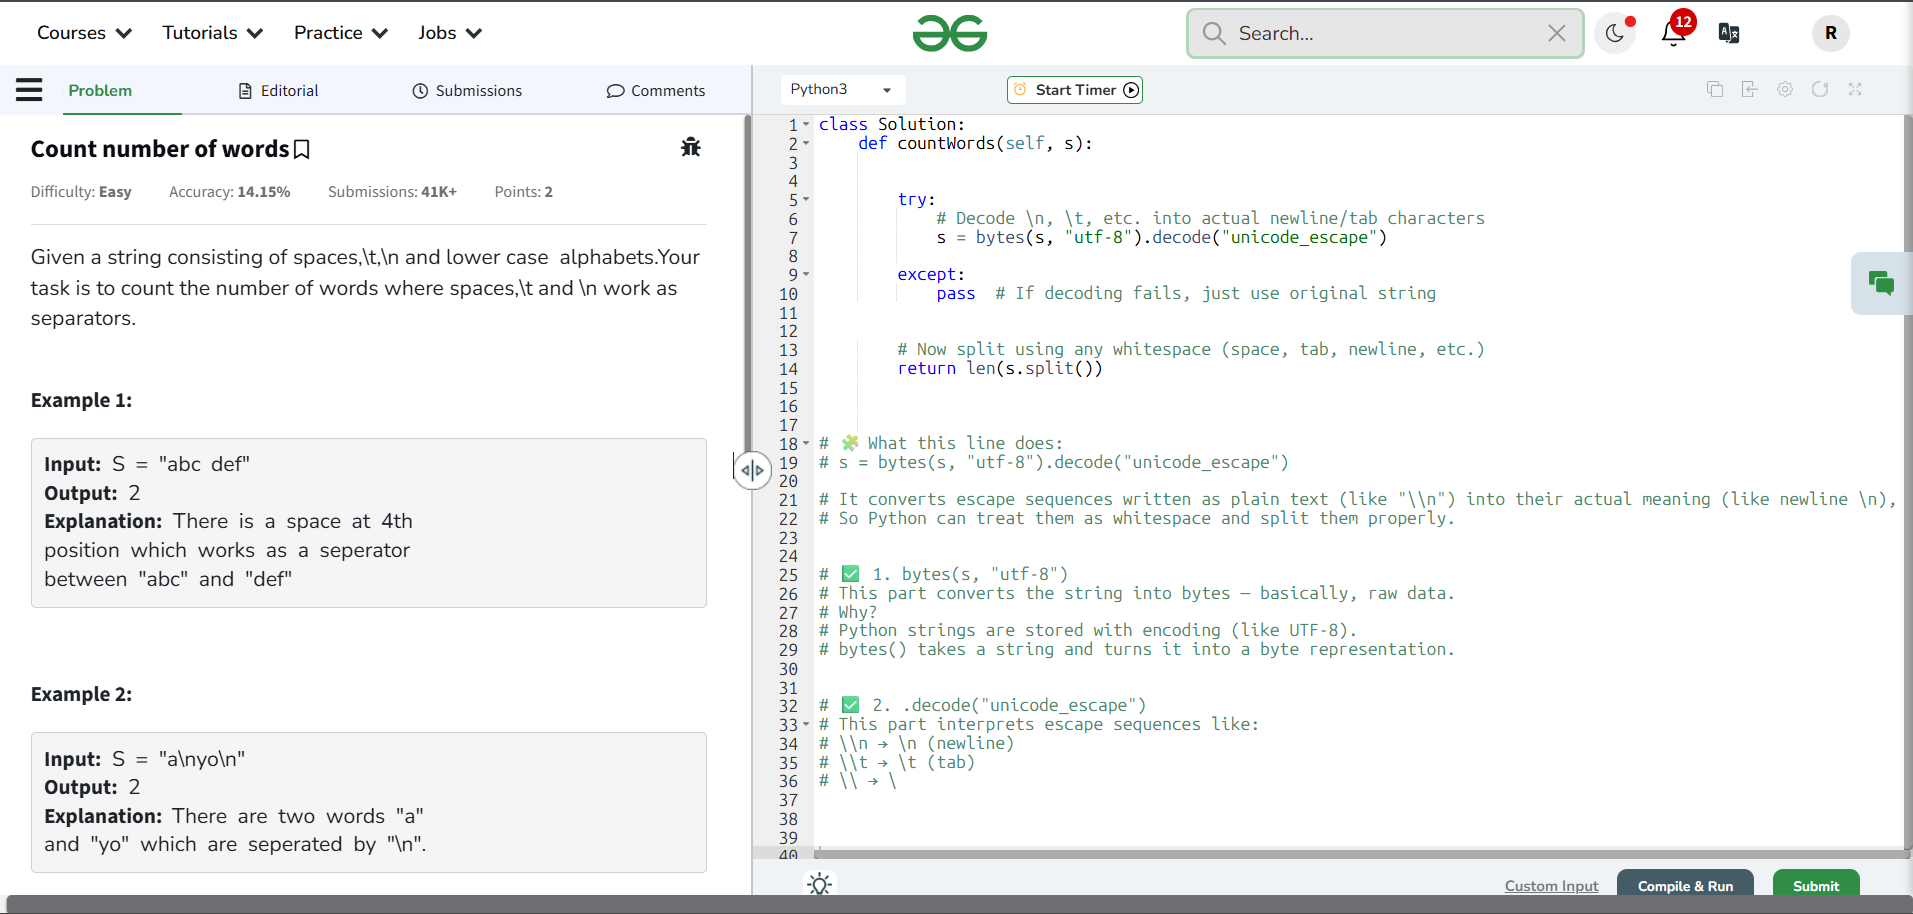 Courses Tutorials Practice Jobs Search... 12 R
Problem Editorial Submissions Comments
Count number of words
Difficulty: Easy Accuracy: 14.15% Submissions: 41K+ Points: 2
Given a string consisting of spaces,\t,\n and lower case alphabets.Your
task is to count the number of words where spaces,\t and \n work as
separators.
Example 1:
Input: S = "abc def"
Output: 2
Explanation: There is a space at 4th
position which works as a seperator
between "abc" and "def"
Example 2:
Input: S = "a\nyo\n"
Output: 2
Explanation: There are two words "a"
and "yo" which are seperated by "\n".
Python3 Start Timer
1 class Solution:
2 def countWords(self, s):
3
4
5 try:
6 # Decode \n, \t, etc. into actual newline/tab characters
7 s = bytes(s, "utf-8").decode("unicode_escape")
8
9 except:
10 pass # If decoding fails, just use original string
11
12
13 # Now split using any whitespace (space, tab, newline, etc.)
14 return len(s.split())
15
16
17
18 # 🧩 What this line does:
19 # s = bytes(s, "utf-8").decode("unicode_escape")
20
21 # It converts escape sequences written as plain text (like "\\n") into their actual meaning (like newline \n),
22 # So Python can treat them as whitespace and split them properly.
23
24
25 # ✅ 1. bytes(s, "utf-8")
26 # This part converts the string into bytes — basically, raw data.
27 # Why?
28 # Python strings are stored with encoding (like UTF-8).
29 # bytes() takes a string and turns it into a byte representation.
30
31
32 # ✅ 2. .decode("unicode_escape")
33 # This part interprets escape sequences like:
34 # \\n → \n (newline)
35 # \\t → \t (tab)
36 # \\ → \
37
38
39
40
Custom Input Compile & Run Submit